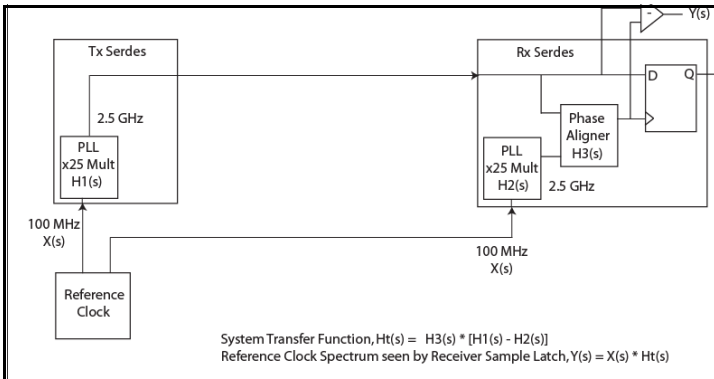 Y(s)
-
Tx Serdes
Rx Serdes
D
Q
2.5 GHz
Phase
Aligner
H3(s)
PLL
x25 Mult
H1(s)
PLL
x25 Mult
H2(s)
2.5 GHz
100 MHz
X(s)
100 MHz
X(s)
Reference
Clock
System Transfer Function, Ht(s) = H3(s) * [H1(s) - H2(s)]
Reference Clock Spectrum seen by Receiver Sample Latch, Y(s) = X(s) * Ht(s)